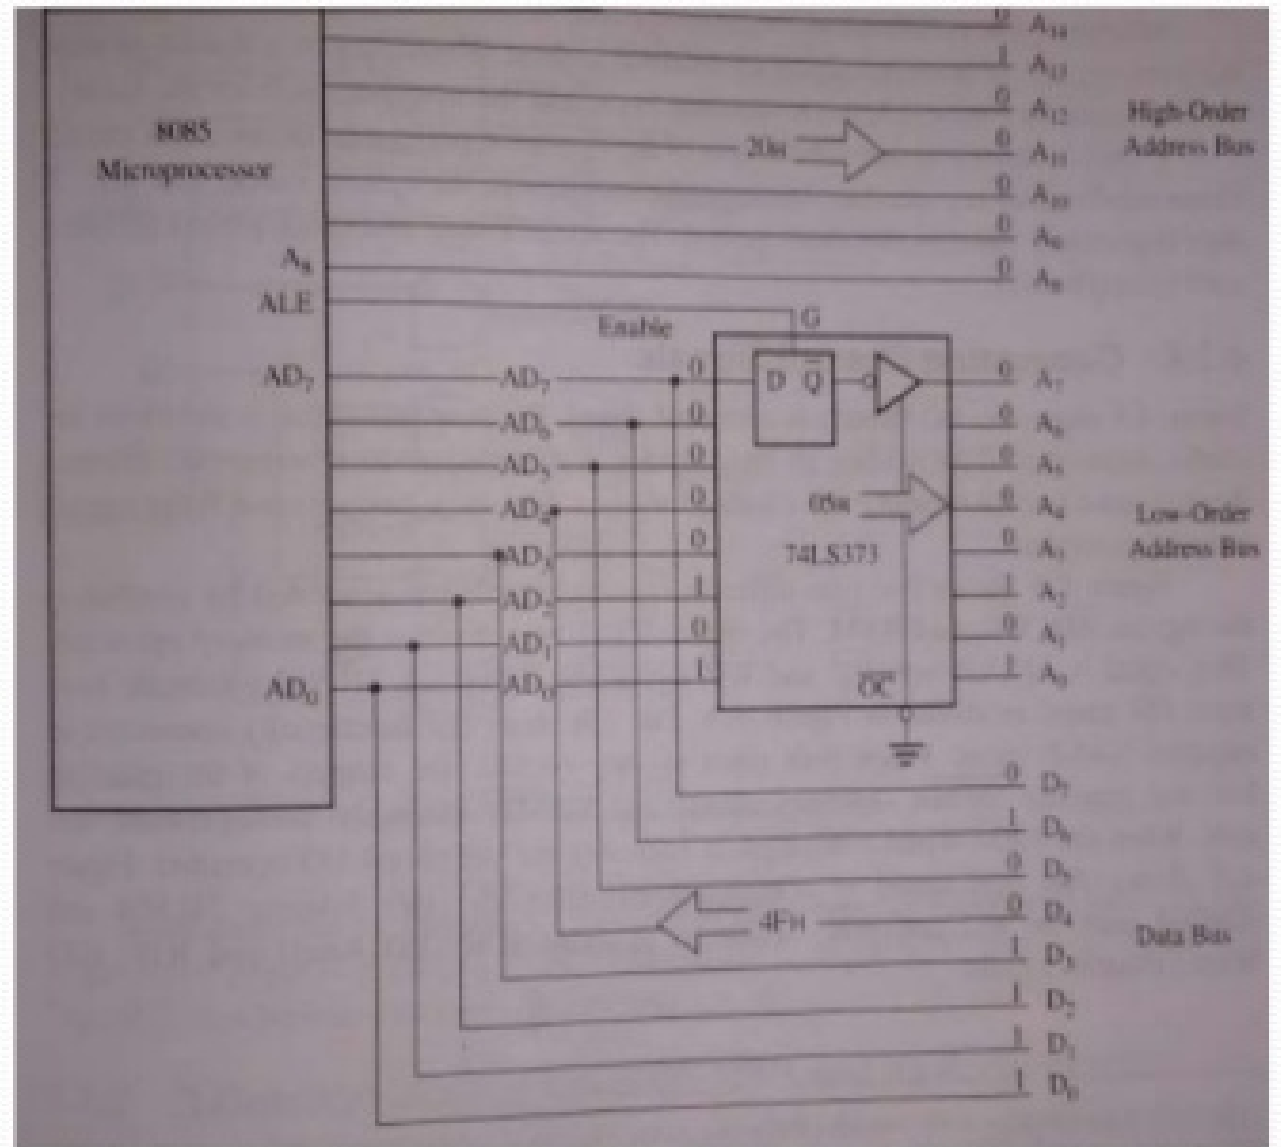 0 A₁₄
1 A₁₃
0 A₁₂
High-Order
Address Bus
8085
Microprocessor
20H
0 A₁₁
0 A₁₀
0 A₉
A₈
0 A₈
ALE
Enable
G
AD₇
AD₇
0
D Q̅
0 A₇
AD₆
0
0 A₆
AD₅
0
0 A₅
AD₄
0
05H
0 A₄
Low-Order
Address Bus
AD₃
0
74LS373
0 A₃
AD₂
1
1 A₂
AD₁
0
0 A₁
AD₀
AD₀
1
O̅C̅
1 A₀
0 D₇
1 D₆
0 D₅
4FH
0 D₄
Data Bus
1 D₃
1 D₂
1 D₁
1 D₀